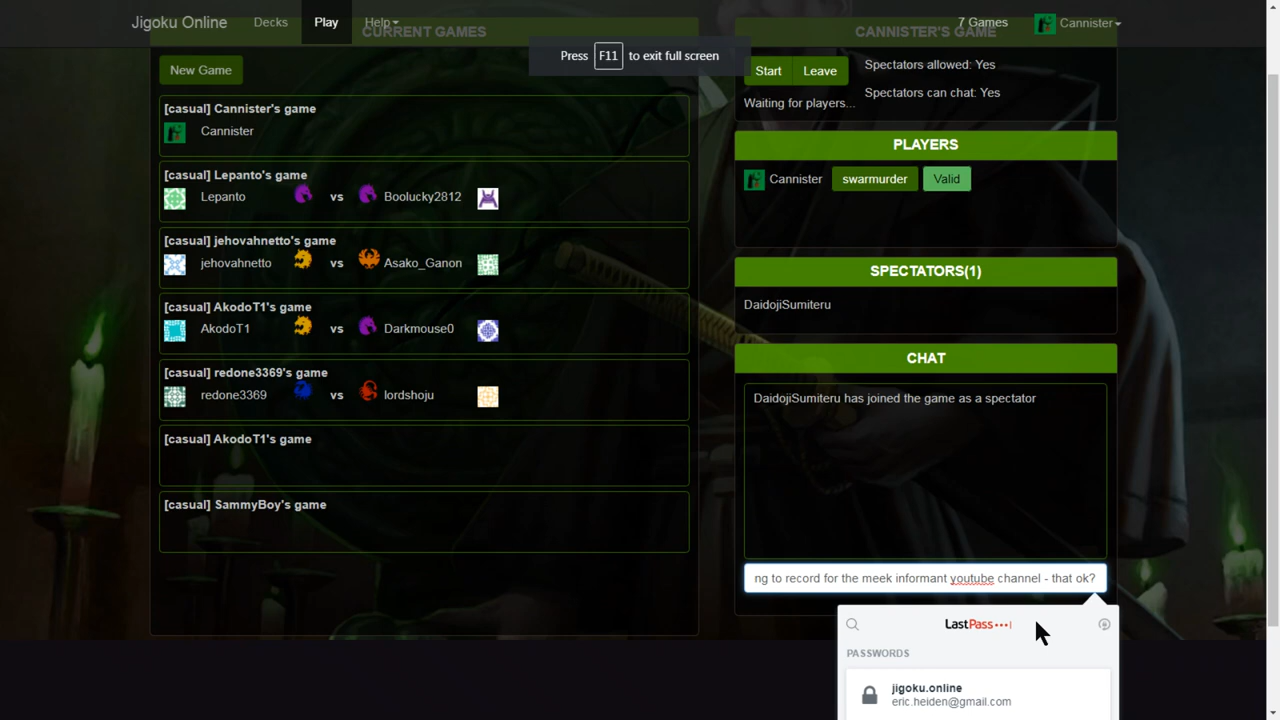 Jigoku Online Decks Play Help 7 Games Cannister
CURRENT GAMES
Press F11 to exit full screen
New Game
[casual] Cannister's game
Cannister
[casual] Lepanto's game
Lepanto vs Boolucky2812
[casual] jehovahnetto's game
jehovahnetto vs Asako_Ganon
[casual] AkodoT1's game
AkodoT1 vs Darkmouse0
[casual] redone3369's game
redone3369 vs lordshoju
[casual] AkodoT1's game
[casual] SammyBoy's game
CANNISTER'S GAME
Start Leave
Spectators allowed: Yes
Spectators can chat: Yes
Waiting for players...
PLAYERS
Cannister swarmurder Valid
SPECTATORS(1)
DaidojiSumiteru
CHAT
DaidojiSumiteru has joined the game as a spectator
ng to record for the meek informant youtube channel - that ok?
LastPass
PASSWORDS
jigoku.online
eric.heiden@gmail.com